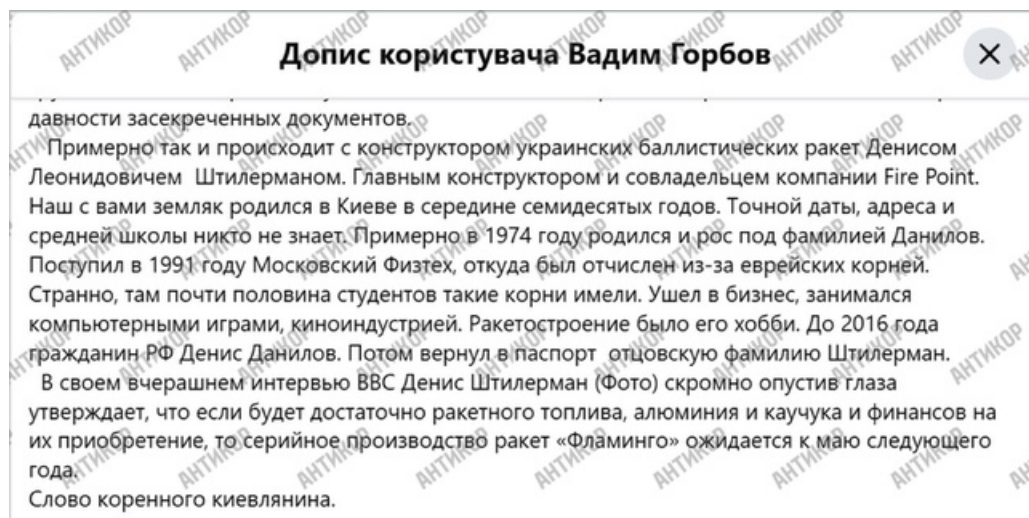 Допис користувача Вадим Горбов
давности засекреченных документов.
Примерно так и происходит с конструктором украинских баллистических ракет Денисом
Леонидовичем Штилерманом. Главным конструктором и совладельцем компании Fire Point.
Наш с вами земляк родился в Киеве в середине семидесятых годов. Точной даты, адреса и
средней школы никто не знает. Примерно в 1974 году родился и рос под фамилией Данилов.
Поступил в 1991 году Московский Физтех, откуда был отчислен из-за еврейских корней.
Странно, там почти половина студентов такие корни имели. Ушел в бизнес, занимался
компьютерными играми, киноиндустрией. Ракетостроение было его хобби. До 2016 года
гражданин РФ Денис Данилов. Потом вернул в паспорт отцовскую фамилию Штилерман.
В своем вчерашнем интервью ВВС Денис Штилерман (Фото) скромно опустив глаза
утверждает, что если будет достаточно ракетного топлива, алюминия и каучука и финансов на
их приобретение, то серийное производство ракет «Фламинго» ожидается к маю следующего
года.
Слово коренного киевлянина.
АНТИКОР